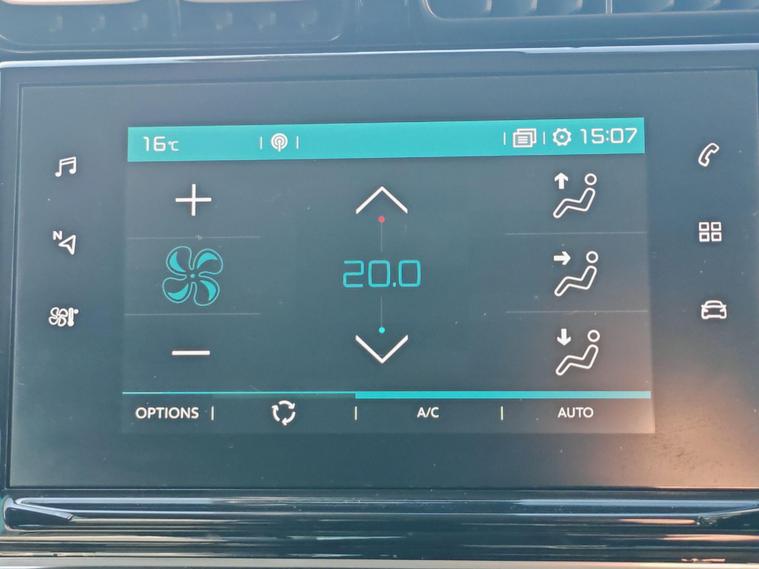 16°C 15:07
N
20.0
OPTIONS A/C AUTO